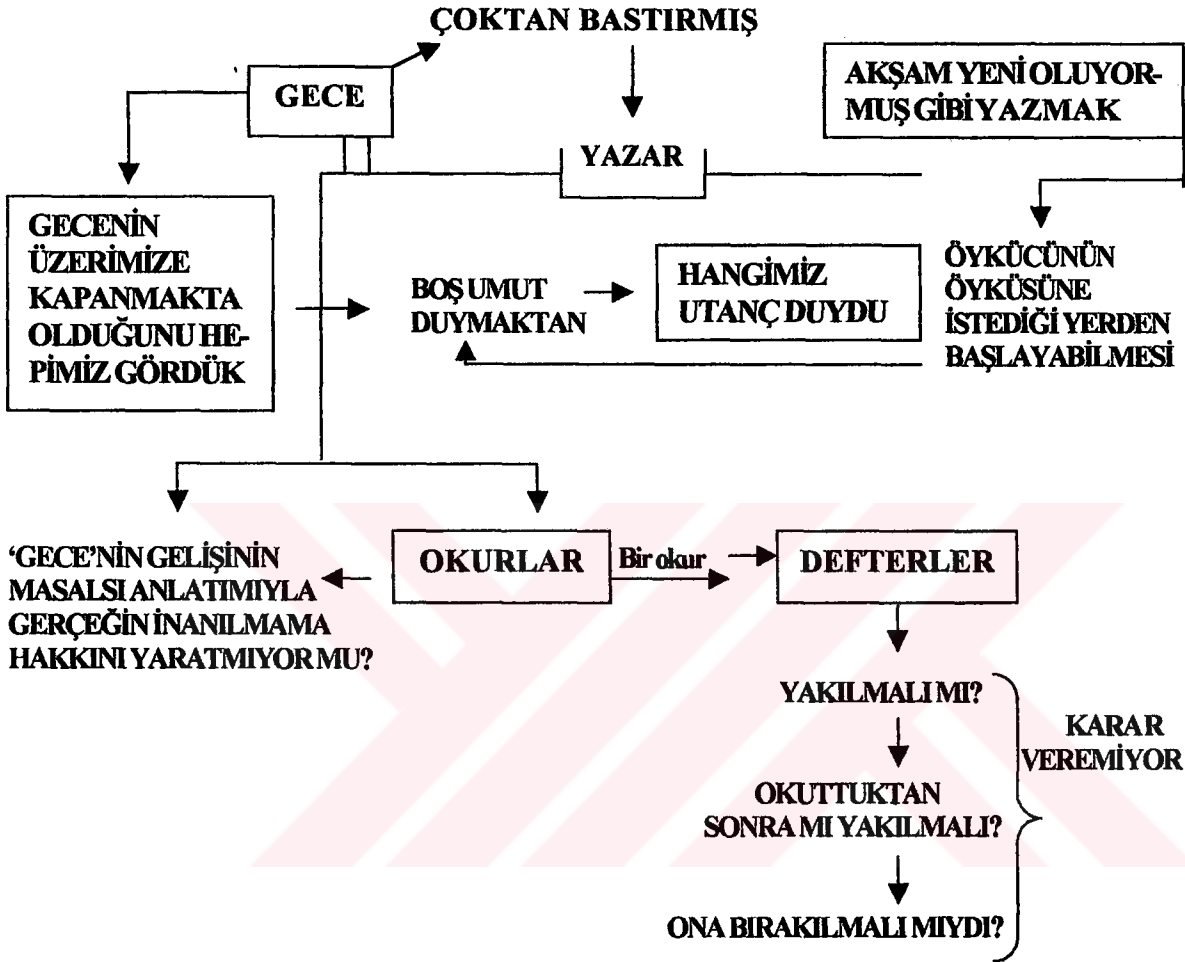 ÇOKTAN BASTIRMIŞ
GECE
AKŞAM YENİ OLUYOR-
MUŞ GİBİ YAZMAK
YAZAR
GECENİN
ÜZERİMİZE
KAPANMAKTA
OLDUĞUNU HE-
PİMİZ GÖRDÜK
BOŞ UMUT
DUYMAKTAN
HANGİMİZ
UTANÇ DUYDU
ÖYKÜCÜNÜN
ÖYKÜSÜNE
İSTEDİĞİ YERDEN
BAŞLAYABİLMESİ
‘GECE’NİN GELİŞİNİN
MASALSI ANLATIMIYLA
GERÇEĞİN İNANILMAMA
HAKKINI YARATMIYOR MU?
OKURLAR
Bir okur
DEFTERLER
YAKILMALI MI?
OKUTTUKTAN
SONRA MI YAKILMALI?
ONA BIRAKILMALI MIYDI?
KARAR
VEREMİYOR